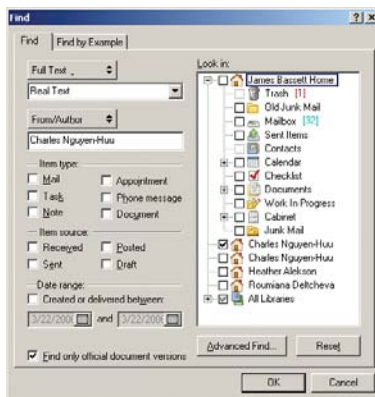 Find
Find
Find by Example
Full Text
Real Text
From/Author
Charles Nguyen-Huu
Item type:
Mail
Appointment
Task
Phone message
Note
Document
Item source:
Received
Posted
Sent
Draft
Date range:
Created or delivered between:
and
Find only official document versions
Look in:
James Bassett Home
Trash [1]
Old Junk Mail
Mailbox [32]
Sent Items
Contacts
Calendar
Checklist
Documents
Work In Progress
Cabinet
Junk Mail
Charles Nguyen-Huu
Charles Nguyen-Huu
Heather Alekson
Roumiana Deltcheva
All Libraries
Advanced Find...
Reset
OK
Cancel